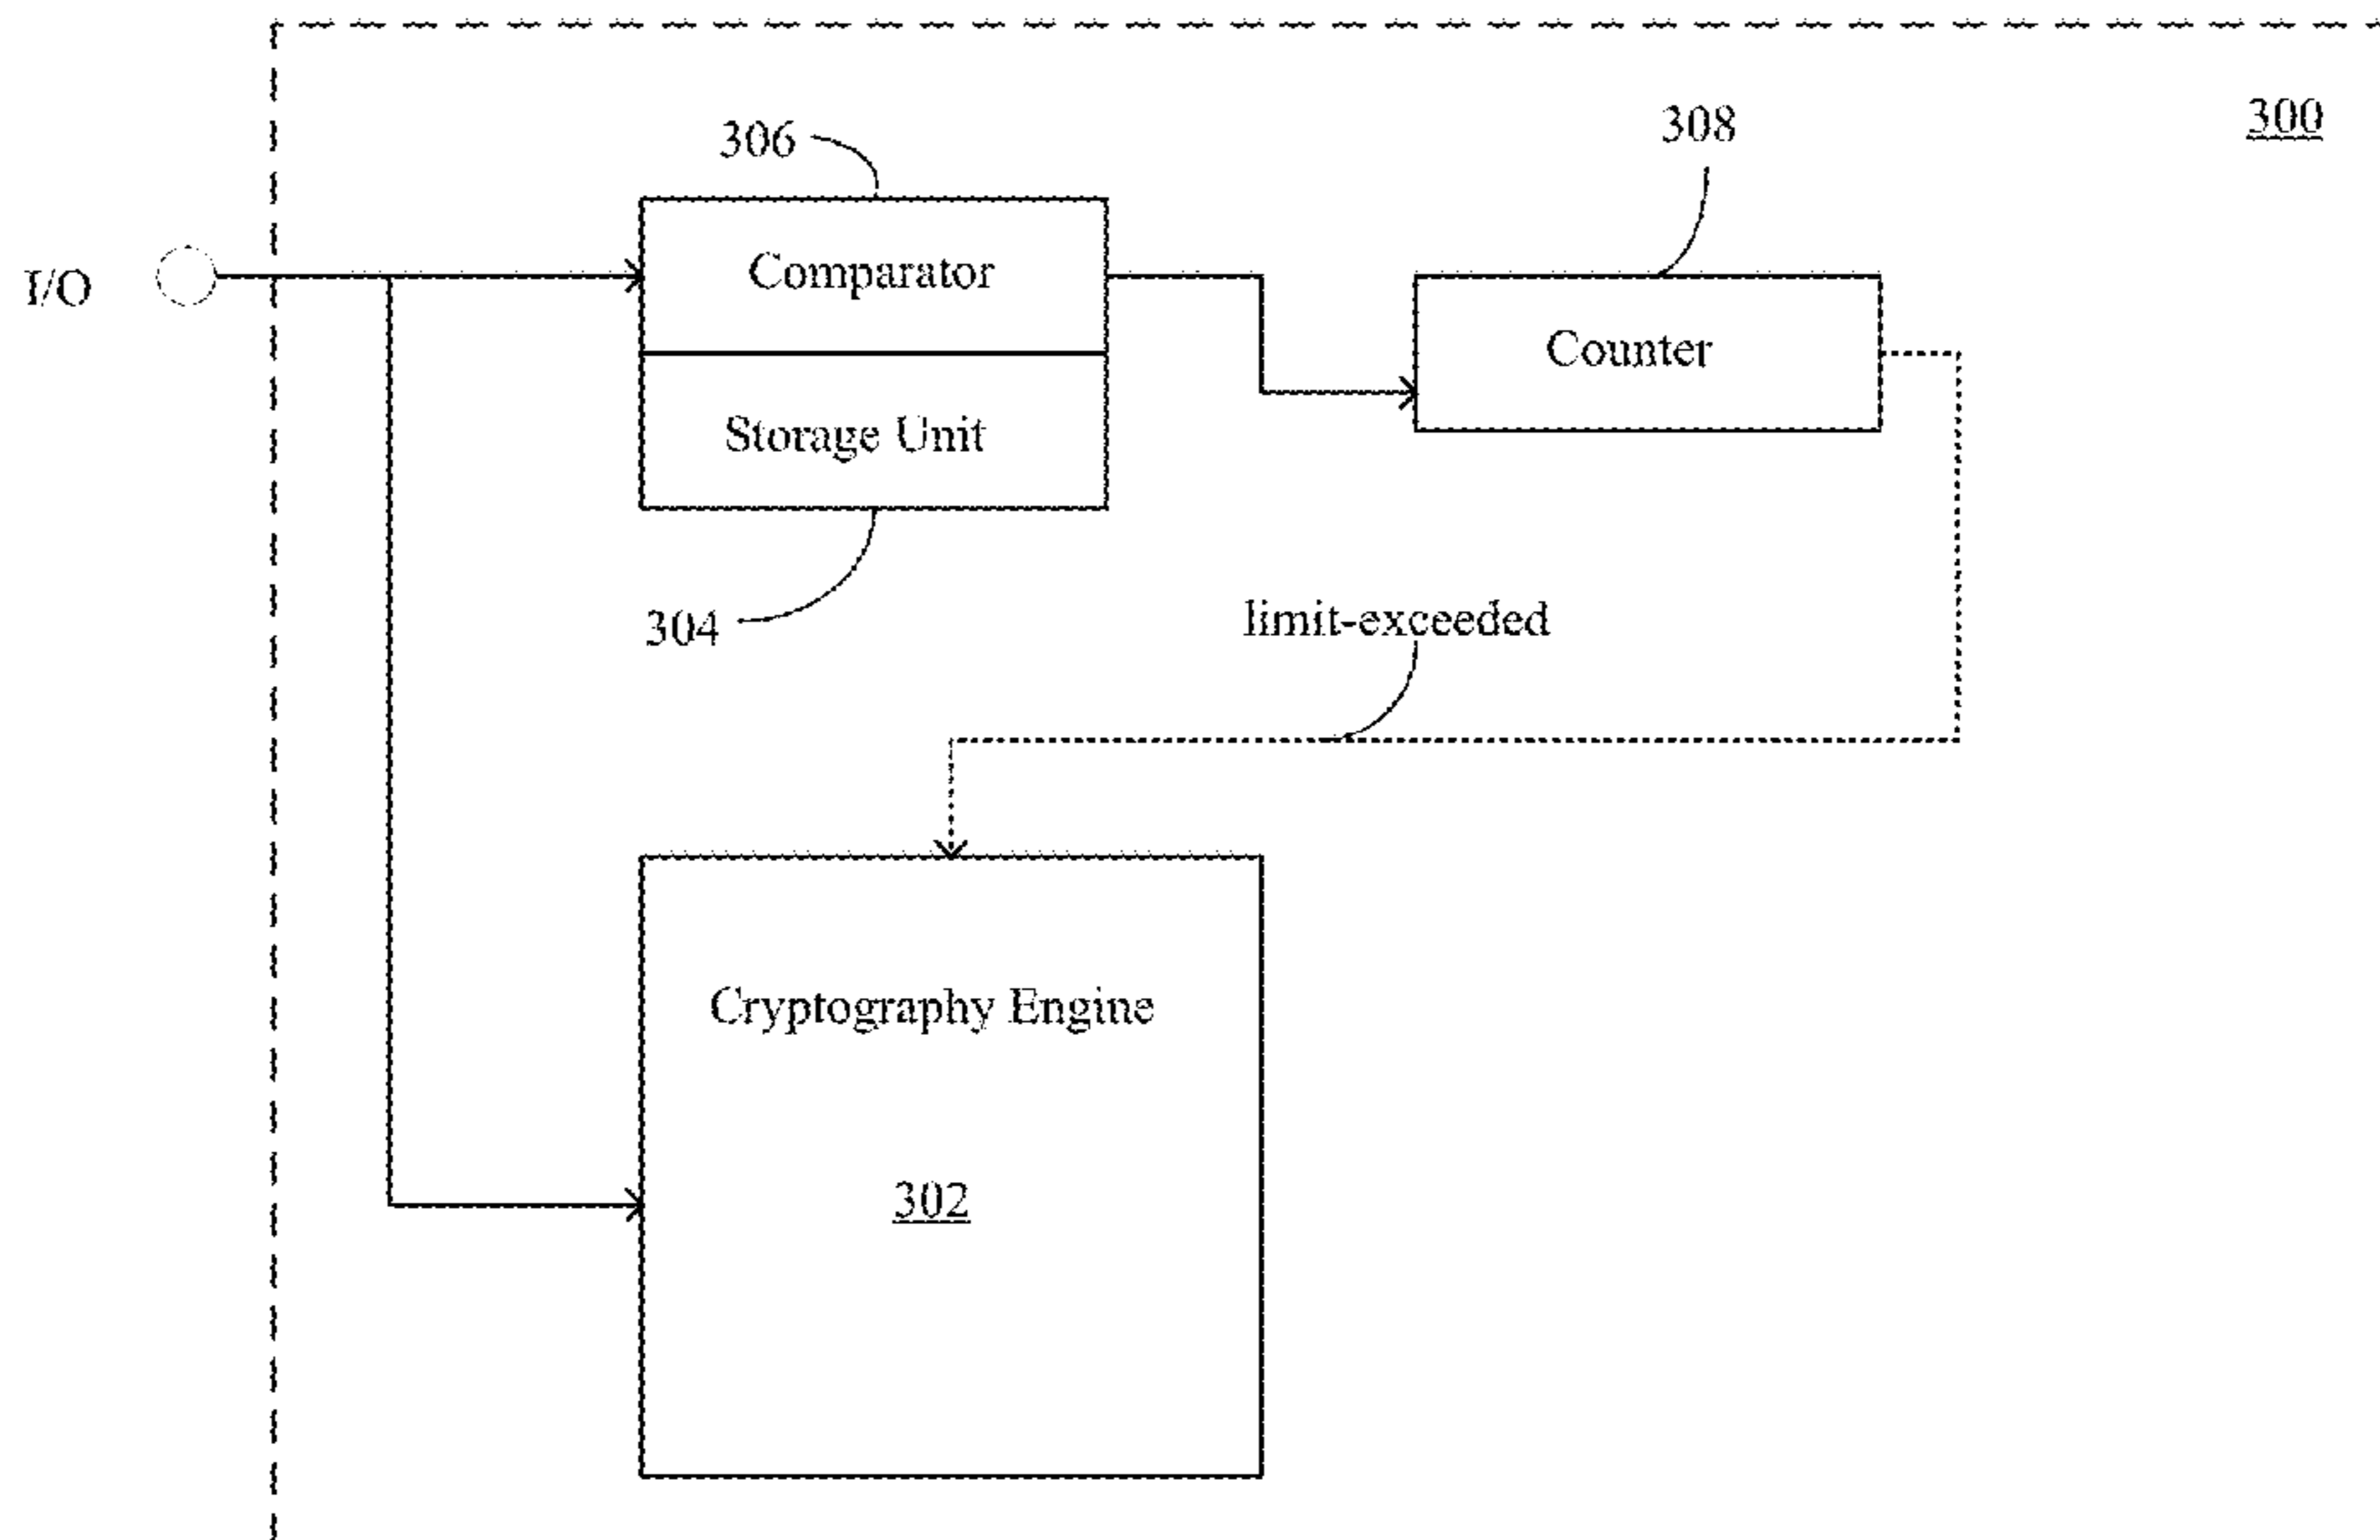 300
308
306
I/O
Comparator
Counter
Storage Unit
304
limit-exceeded
Cryptography Engine
302